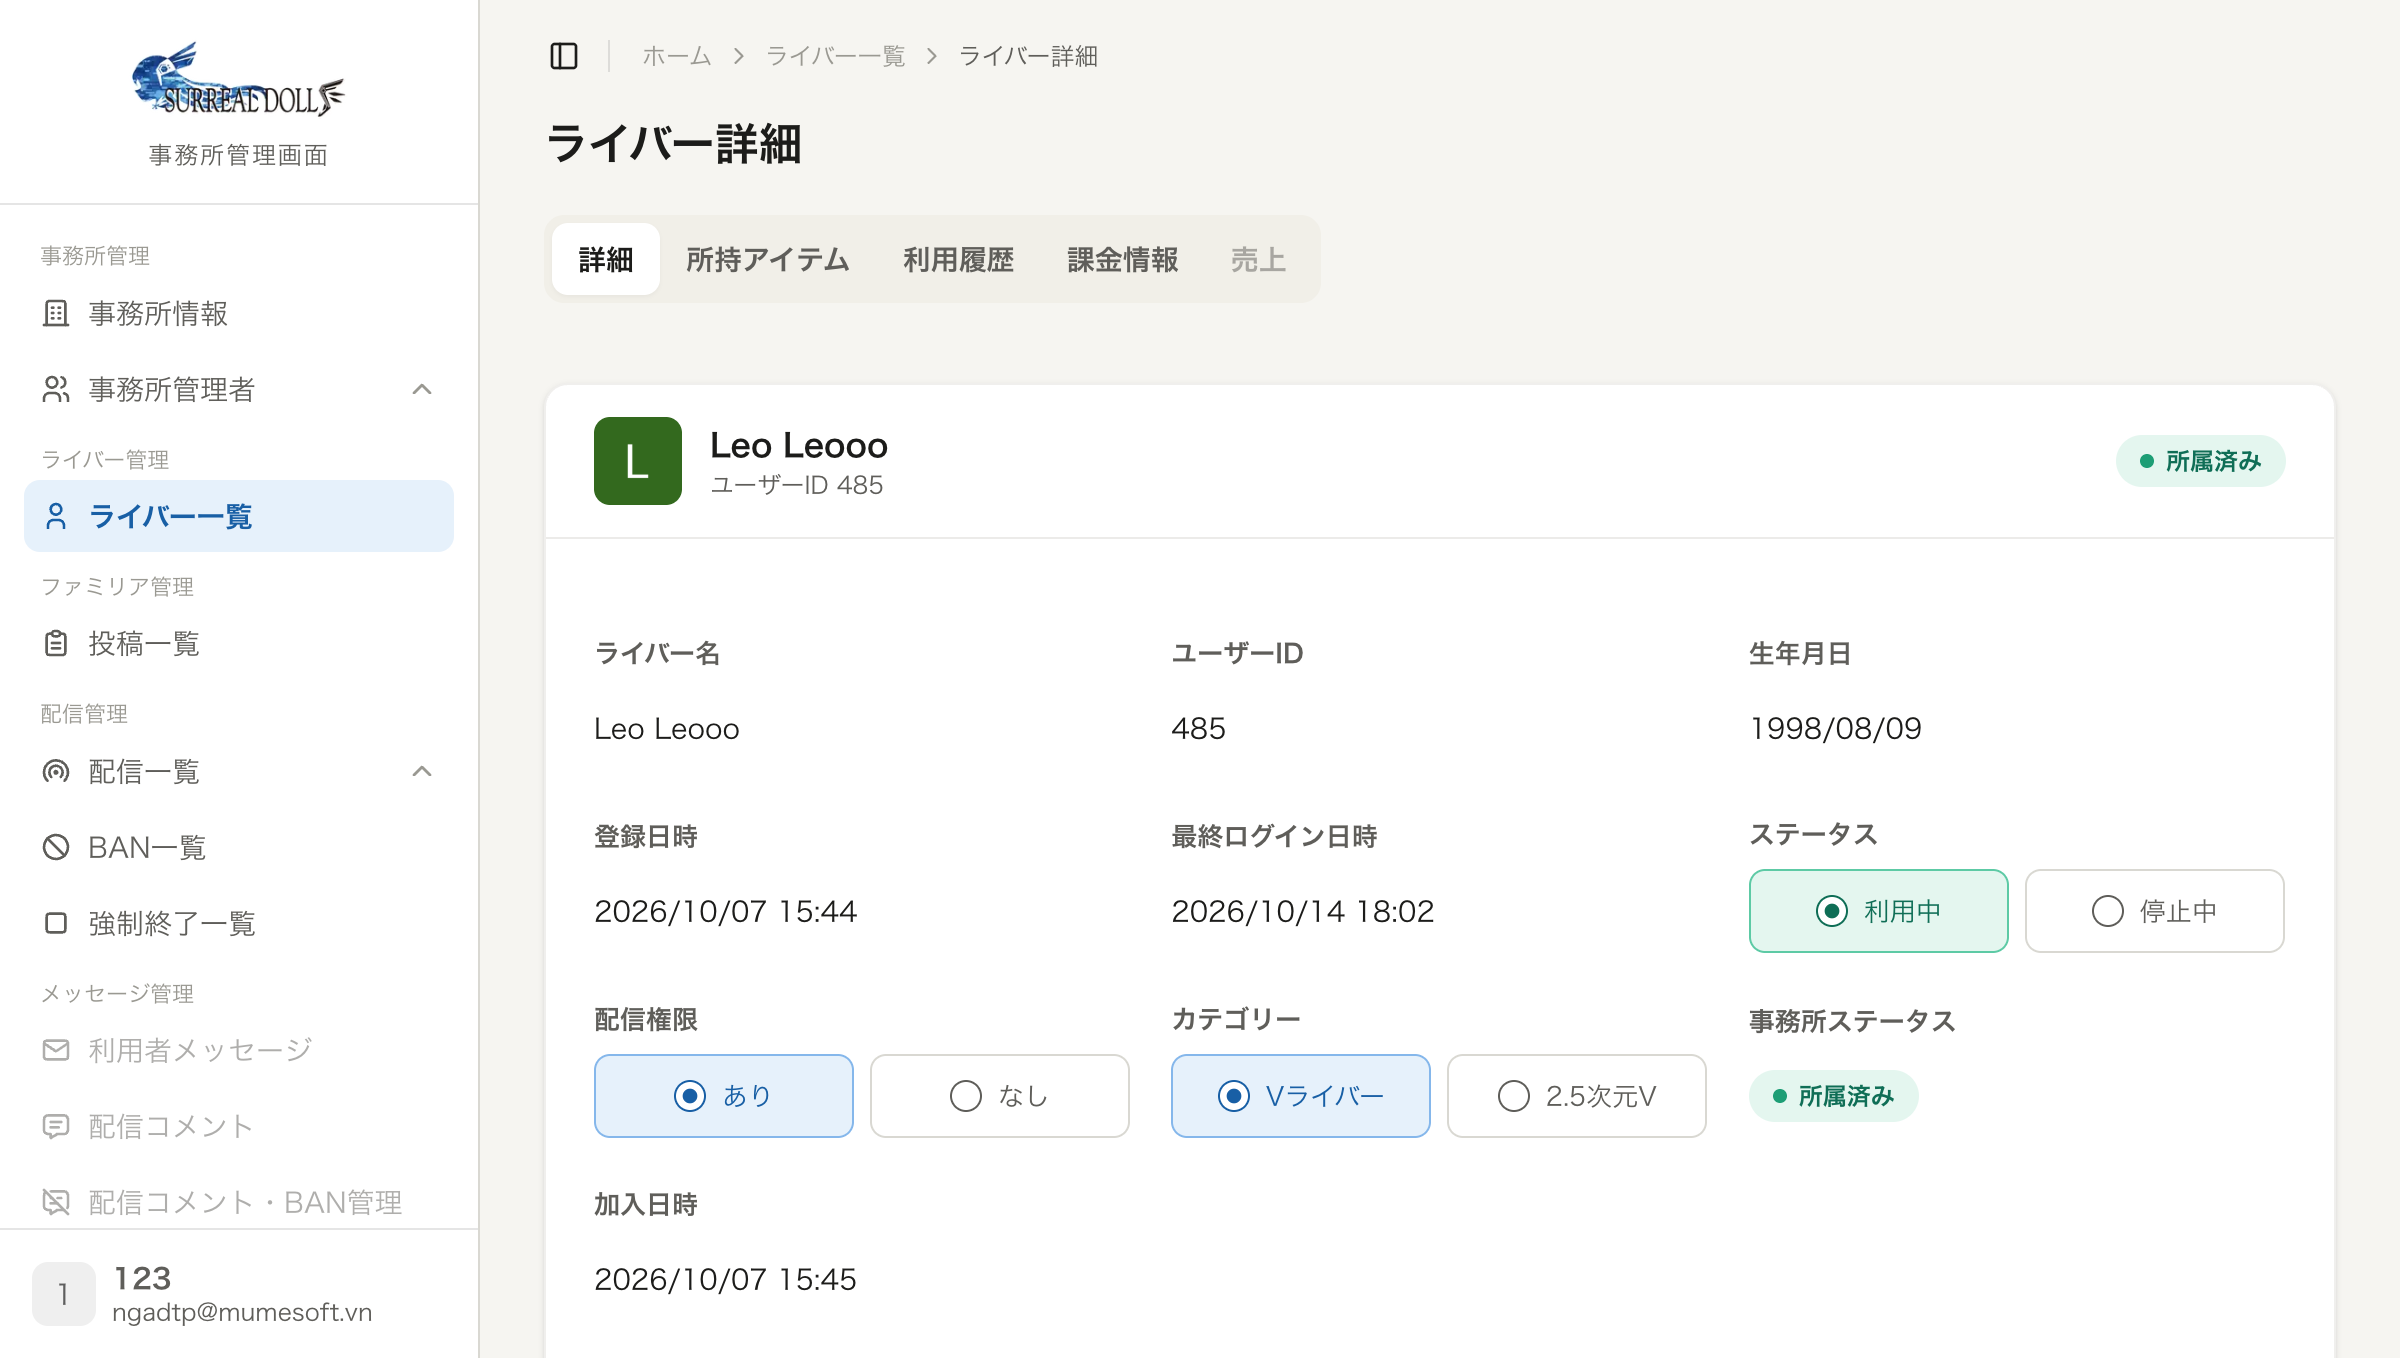 SURREAL DOLLS
事務所管理画面
事務所管理
事務所情報
事務所管理者
ライバー管理
ライバー一覧
ファミリア管理
投稿一覧
配信管理
配信一覧
BAN一覧
強制終了一覧
メッセージ管理
利用者メッセージ
配信コメント
配信コメント・BAN管理
1
123
ngadtp@mumesoft.vn
ホーム > ライバー一覧 > ライバー詳細
ライバー詳細
詳細 所持アイテム 利用履歴 課金情報 売上
L
Leo Leooo
ユーザーID 485
所属済み
ライバー名 ユーザーID 生年月日
Leo Leooo 485 1998/08/09
登録日時 最終ログイン日時 ステータス
2026/10/07 15:44 2026/10/14 18:02 利用中 停止中
配信権限 カテゴリー 事務所ステータス
あり なし Vライバー 2.5次元V 所属済み
加入日時
2026/10/07 15:45